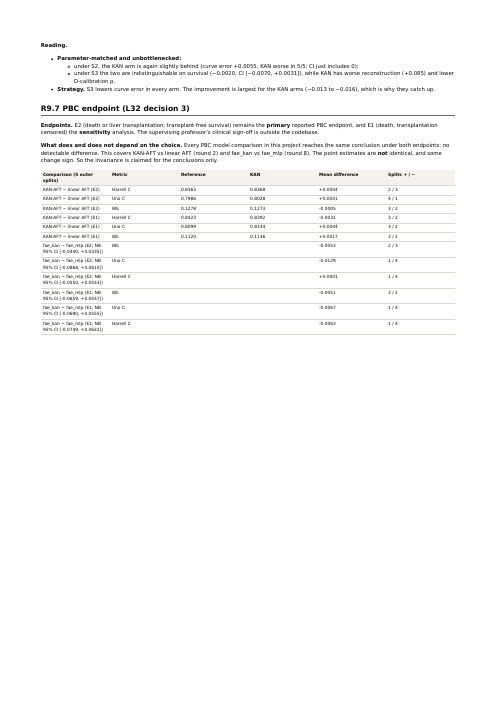 Reading.
• Parameter-matched and unbottlenecked:
◦ under S2, the KAN arm is again slightly behind (curve error +0.0055, KAN worse in 5/5; CI just includes 0);
◦ under S3 the two are indistinguishable on survival (−0.0020, CI [−0.0070, +0.0031]), while KAN has worse reconstruction (+0.085) and lower
D-calibration p.
• Strategy. S3 lowers curve error in every arm. The improvement is largest for the KAN arms (−0.013 to −0.016), which is why they catch up.
R9.7 PBC endpoint (L32 decision 3)
Endpoints. E2 (death or liver transplantation; transplant-free survival) remains the primary reported PBC endpoint, and E1 (death, transplantation
censored) the sensitivity analysis. The supervising professor's clinical sign-off is outside the codebase.
What does and does not depend on the choice. Every PBC model comparison in this project reaches the same conclusion under both endpoints: no
detectable difference. This covers KAN-AFT vs linear AFT (round 2) and fae_kan vs fae_mlp (round 8). The point estimates are not identical, and some
change sign. So the invariance is claimed for the conclusions only.
Comparison (5 outer splits) Metric Reference KAN Mean difference Splits + / −
KAN-AFT − linear AFT (E2) Harrell C 0.8363 0.8368 +0.0004 2 / 3
KAN-AFT − linear AFT (E2) Uno C 0.7986 0.8028 +0.0041 4 / 1
KAN-AFT − linear AFT (E2) IBS 0.1278 0.1273 -0.0005 3 / 2
KAN-AFT − linear AFT (E1) Harrell C 0.8423 0.8392 -0.0031 3 / 2
KAN-AFT − linear AFT (E1) Uno C 0.8099 0.8144 +0.0044 3 / 2
KAN-AFT − linear AFT (E1) IBS 0.1120 0.1136 +0.0017 3 / 2
fae_kan − fae_mlp (E2; NB 95% CI [-0.0440, +0.0335]) IBS -0.0053 2 / 3
fae_kan − fae_mlp (E2; NB 95% CI [-0.0868, +0.0610]) Uno C -0.0129 1 / 4
fae_kan − fae_mlp (E2; NB 95% CI [-0.0550, +0.0553]) Harrell C +0.0001 1 / 4
fae_kan − fae_mlp (E1; NB 95% CI [-0.0659, +0.0557]) IBS -0.0051 3 / 2
fae_kan − fae_mlp (E1; NB 95% CI [-0.0690, +0.0555]) Uno C -0.0067 1 / 4
fae_kan − fae_mlp (E1; NB 95% CI [-0.0749, +0.0622]) Harrell C -0.0063 1 / 4